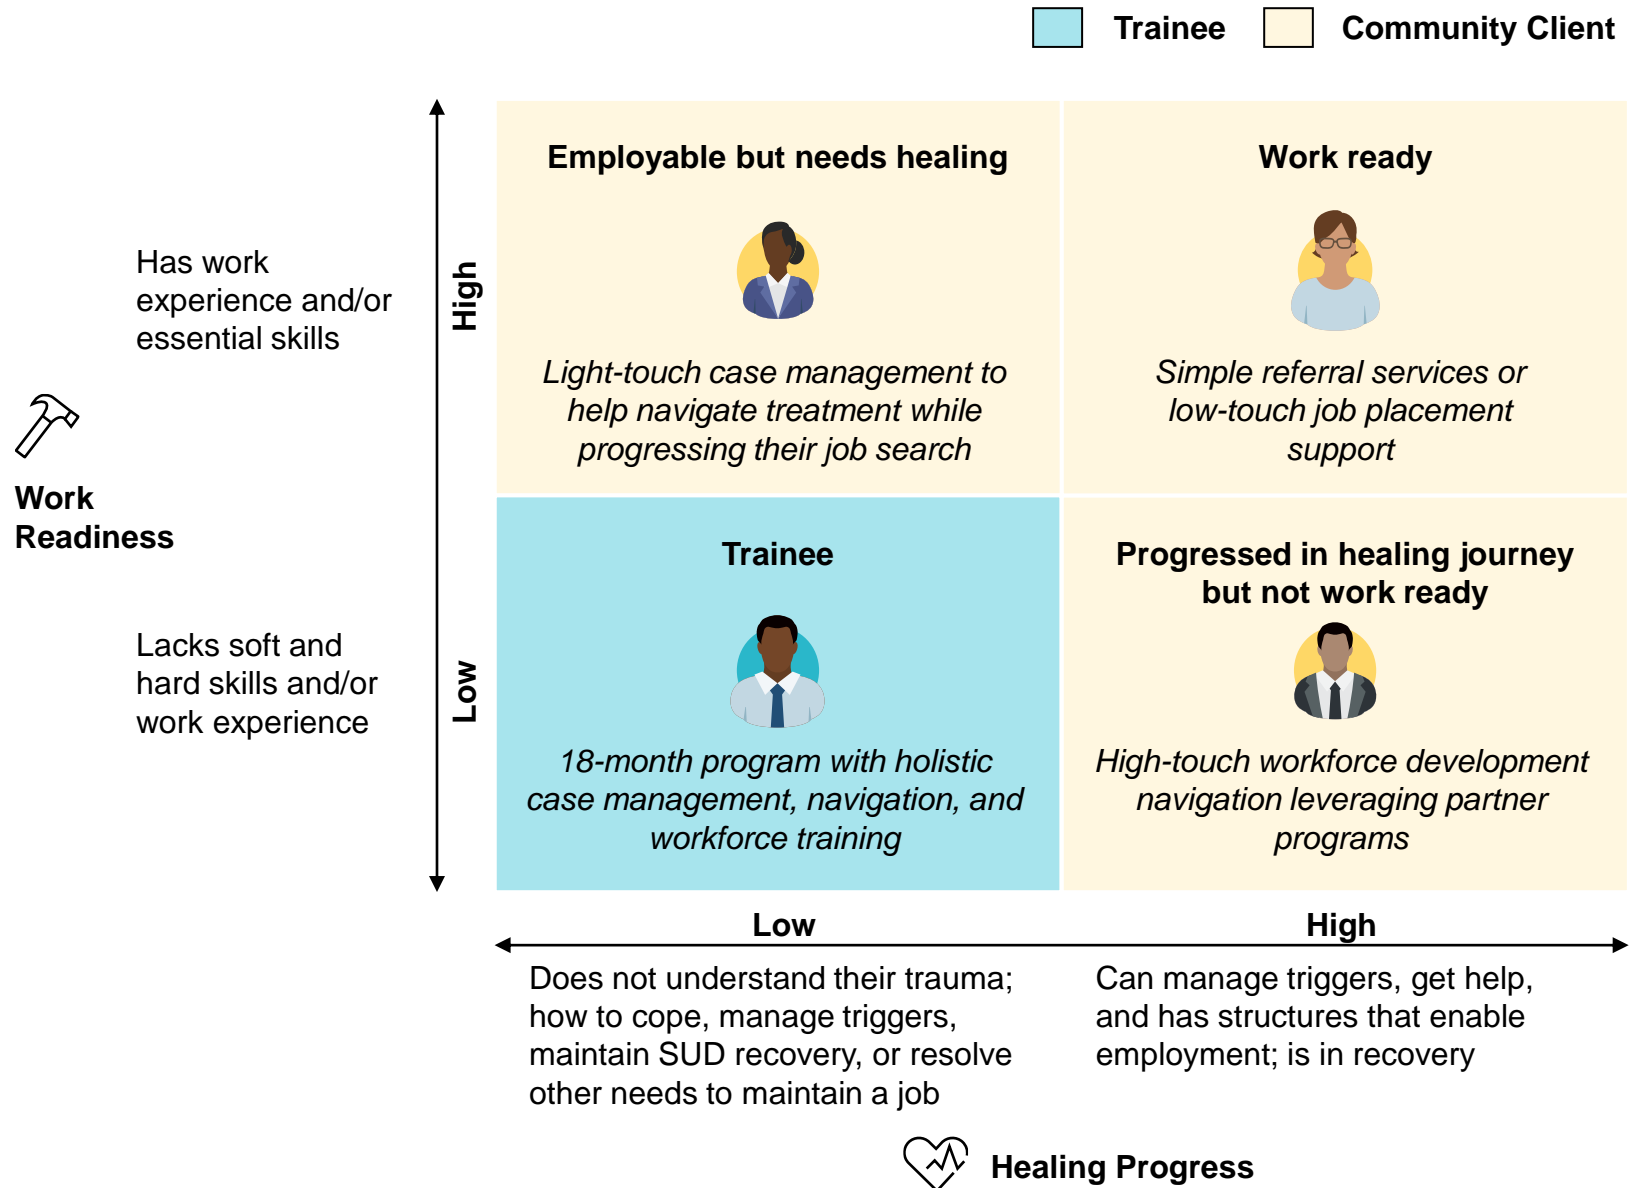 Trainee
Community Client
Employable but needs healing
Light-touch case management to
help navigate treatment while
progressing their job search
Work ready
Simple referral services or
low-touch job placement
support
Has work
experience and/or
essential skills
High
Work
Readiness
Lacks soft and
hard skills and/or
work experience
Low
Trainee
18-month program with holistic
case management, navigation, and
workforce training
Progressed in healing journey
but not work ready
High-touch workforce development
navigation leveraging partner
programs
Low
High
Does not understand their trauma;
how to cope, manage triggers,
maintain SUD recovery, or resolve
other needs to maintain a job
Can manage triggers, get help,
and has structures that enable
employment; is in recovery
Healing Progress